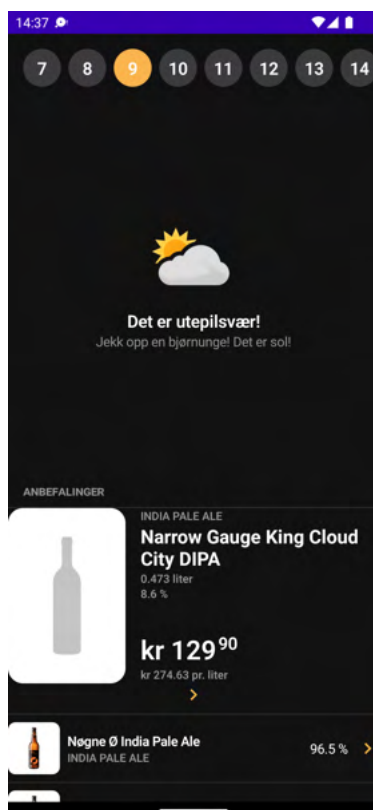 14:37
7 8 9 10 11 12 13 14
Det er utepilsvær!
Jekk opp en bjørnunge! Det er sol!
ANBEFALINGER
INDIA PALE ALE
Narrow Gauge King Cloud
City DIPA
0.473 liter
8.6 %
kr 129⁹⁰
kr 274.63 pr. liter
Nøgne Ø India Pale Ale
INDIA PALE ALE
96.5 %